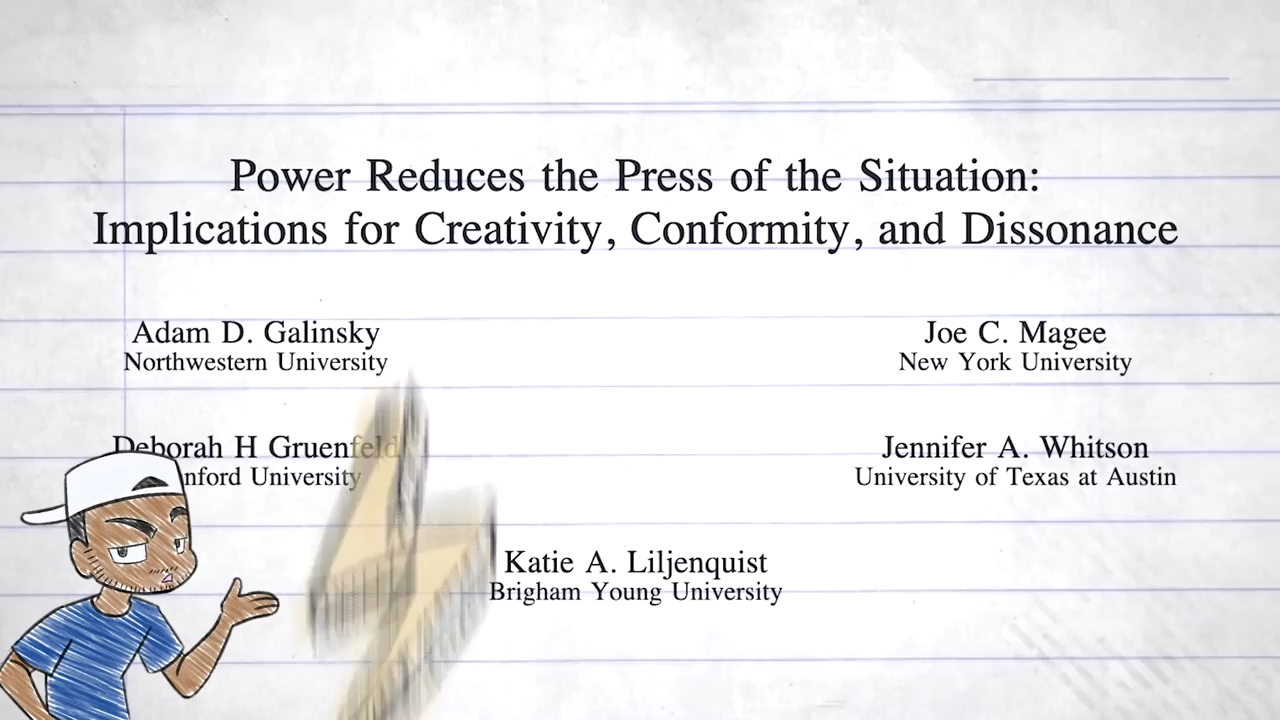 Power Reduces the Press of the Situation:
Implications for Creativity, Conformity, and Dissonance
Adam D. Galinsky
Northwestern University
Joe C. Magee
New York University
Deborah H Gruenfeld
nford University
Jennifer A. Whitson
University of Texas at Austin
Katie A. Liljenquist
Brigham Young University